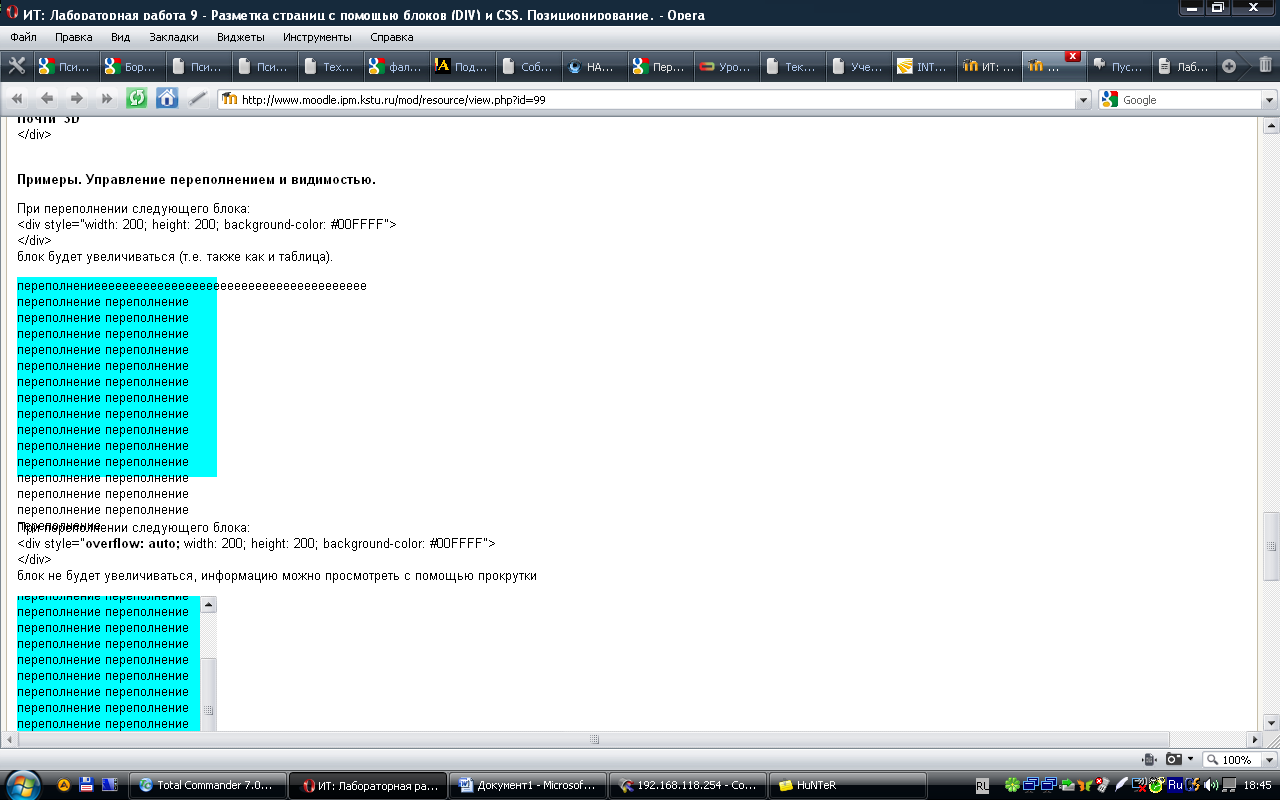 ИТ: Лабораторная работа 9 - Разметка страниц с помощью блоков (DIV) и CSS. Позиционирование. - Opera
Файл Правка Вид Закладки Виджеты Инструменты Справка
Пси... Бор... Пси... Пси... Тех... фал... Под... Соб... НА... Пер... Уро... Тек... Уче... INT... ИТ: ... ... Пус... Лаб...
http://www.moodle.ipm.kstu.ru/mod/resource/view.php?id=99 Google
Почти 3D
</div>
Примеры. Управление переполнением и видимостью.
При переполнении следующего блока:
<div style="width: 200; height: 200; background-color: #00FFFF">
</div>
блок будет увеличиваться (т.е. также как и таблица).
переполнениеееееееееееееееееееееееееееееееееееееее
переполнение переполнение
переполнение переполнение
переполнение переполнение
переполнение переполнение
переполнение переполнение
переполнение переполнение
переполнение переполнение
переполнение переполнение
переполнение переполнение
переполнение переполнение
переполнение переполнение
переполнение переполнение
переполнение переполнение
переполнение переполнение
переполнение
При переполнении следующего блока:
<div style="overflow: auto; width: 200; height: 200; background-color: #00FFFF">
</div>
блок не будет увеличиваться, информацию можно просмотреть с помощью прокрутки
переполнение переполнение
переполнение переполнение
переполнение переполнение
переполнение переполнение
переполнение переполнение
переполнение переполнение
переполнение переполнение
переполнение переполнение
переполнение переполнение
100%
Total Commander 7.0... ИТ: Лабораторная ра... Документ1 - Microsof... 192.168.118.254 - Co... HuNTeR RL Ru 18:45